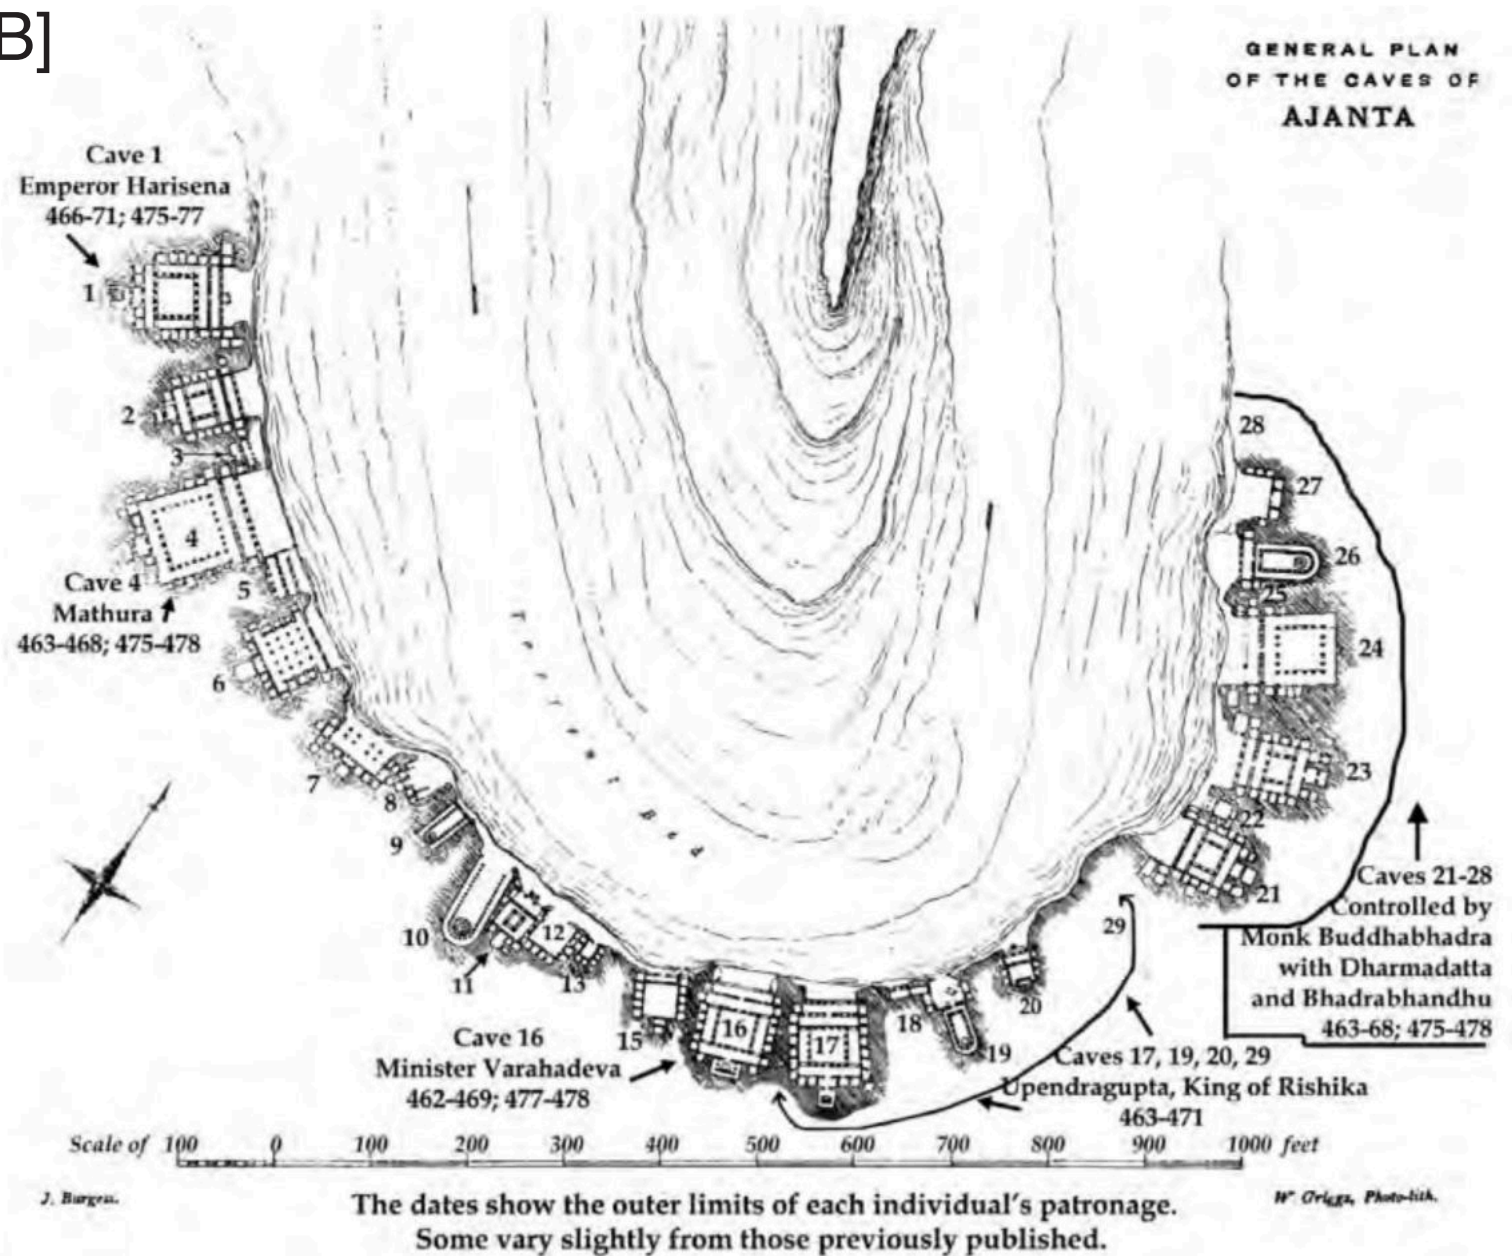 B]
GENERAL PLAN
OF THE CAVES OF
AJANTA
Cave 1
Emperor Harisena
466-71; 475-77
1
2
3
4
Cave 4
Mathura
463-468; 475-478
5
6
7
8
9
10
11
12
13
15
16
17
18
19
20
29
21
22
23
24
25
26
27
28
Torrent Bed
Cave 16
Minister Varahadeva
462-469; 477-478
Caves 17, 19, 20, 29
Upendragupta, King of Rishika
463-471
Caves 21-28
Controlled by
Monk Buddhabhadra
with Dharmadatta
and Bhadrabhandhu
463-68; 475-478
Scale of 100 0 100 200 300 400 500 600 700 800 900 1000 feet
J. Burgess.
W. Griggs, Photo-lith.
The dates show the outer limits of each individual's patronage.
Some vary slightly from those previously published.